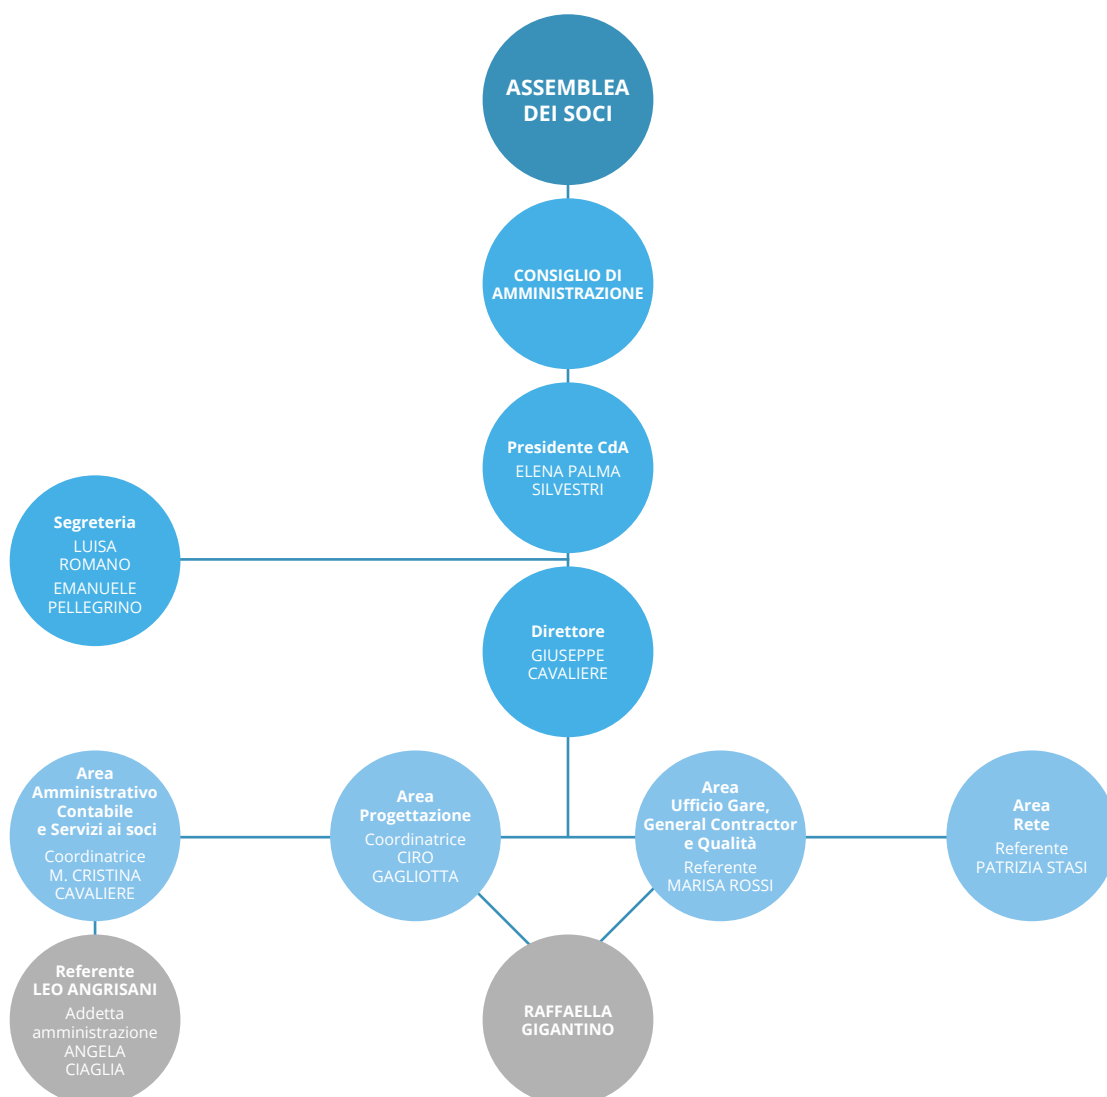 ASSEMBLEA
DEI SOCI
CONSIGLIO DI
AMMINISTRAZIONE
Presidente CdA
ELENA PALMA
SILVESTRI
Segreteria
LUISA
ROMANO
EMANUELE
PELLEGRINO
Direttore
GIUSEPPE
CAVALIERE
Area
Amministrativo
Contabile
e Servizi ai soci
Coordinatrice
M. CRISTINA
CAVALIERE
Area
Progettazione
Coordinatrice
CIRO
GAGLIOTTA
Area
Ufficio Gare,
General Contractor
e Qualità
Referente
MARISA ROSSI
Area
Rete
Referente
PATRIZIA STASI
Referente
LEO ANGRISANI
Addetta
amministrazione
ANGELA
CIAGLIA
RAFFAELLA
GIGANTINO